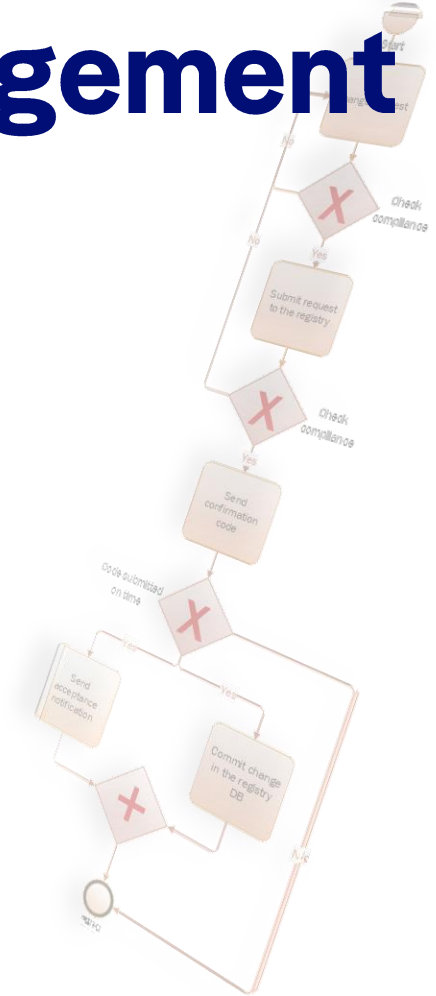 gement
Start
No
Check
compliance
No
Yes
Submit request
to the registry
Check
compliance
Yes
Send
confirmation
code
Code submitted
on time
Yes
Send
acceptance
notification
Yes
Commit change
in the registry
DB